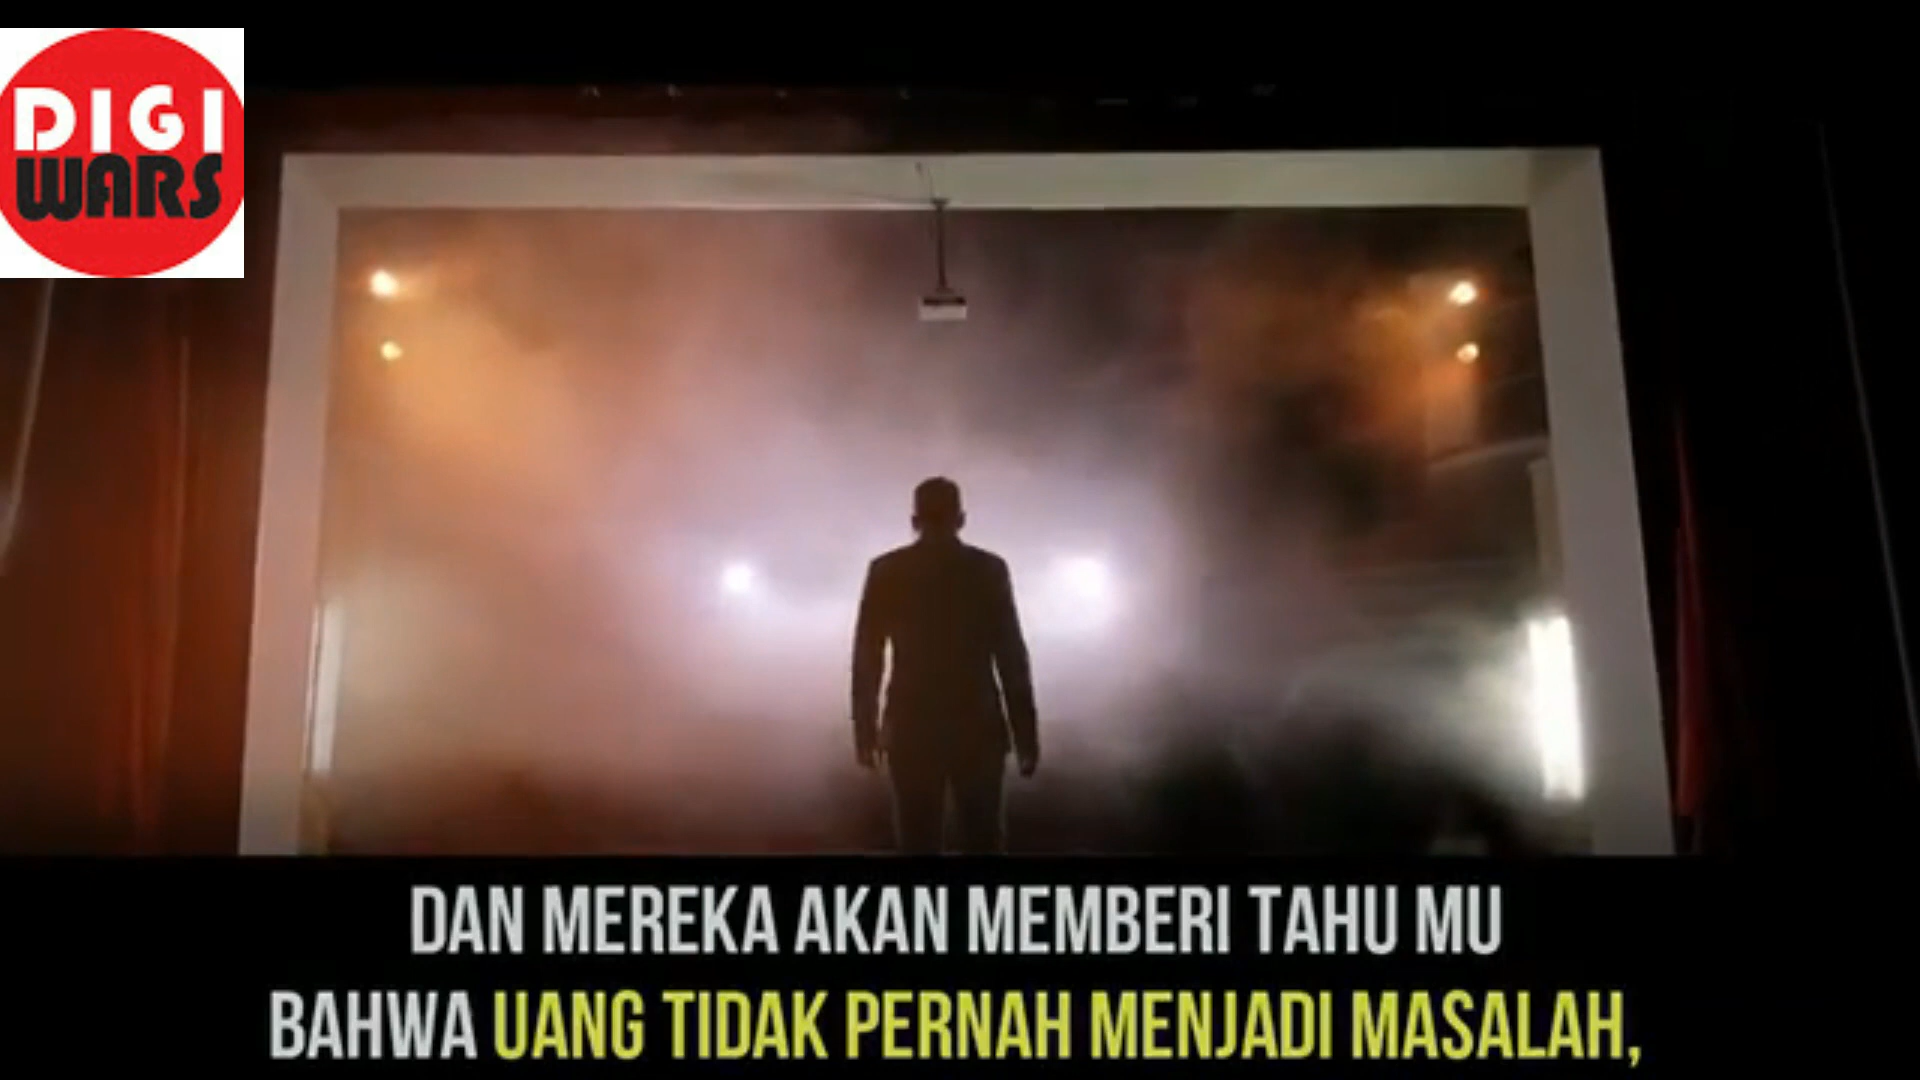 DIGI
WARS
DAN MEREKA AKAN MEMBERI TAHU MU
BAHWA UANG TIDAK PERNAH MENJADI MASALAH,